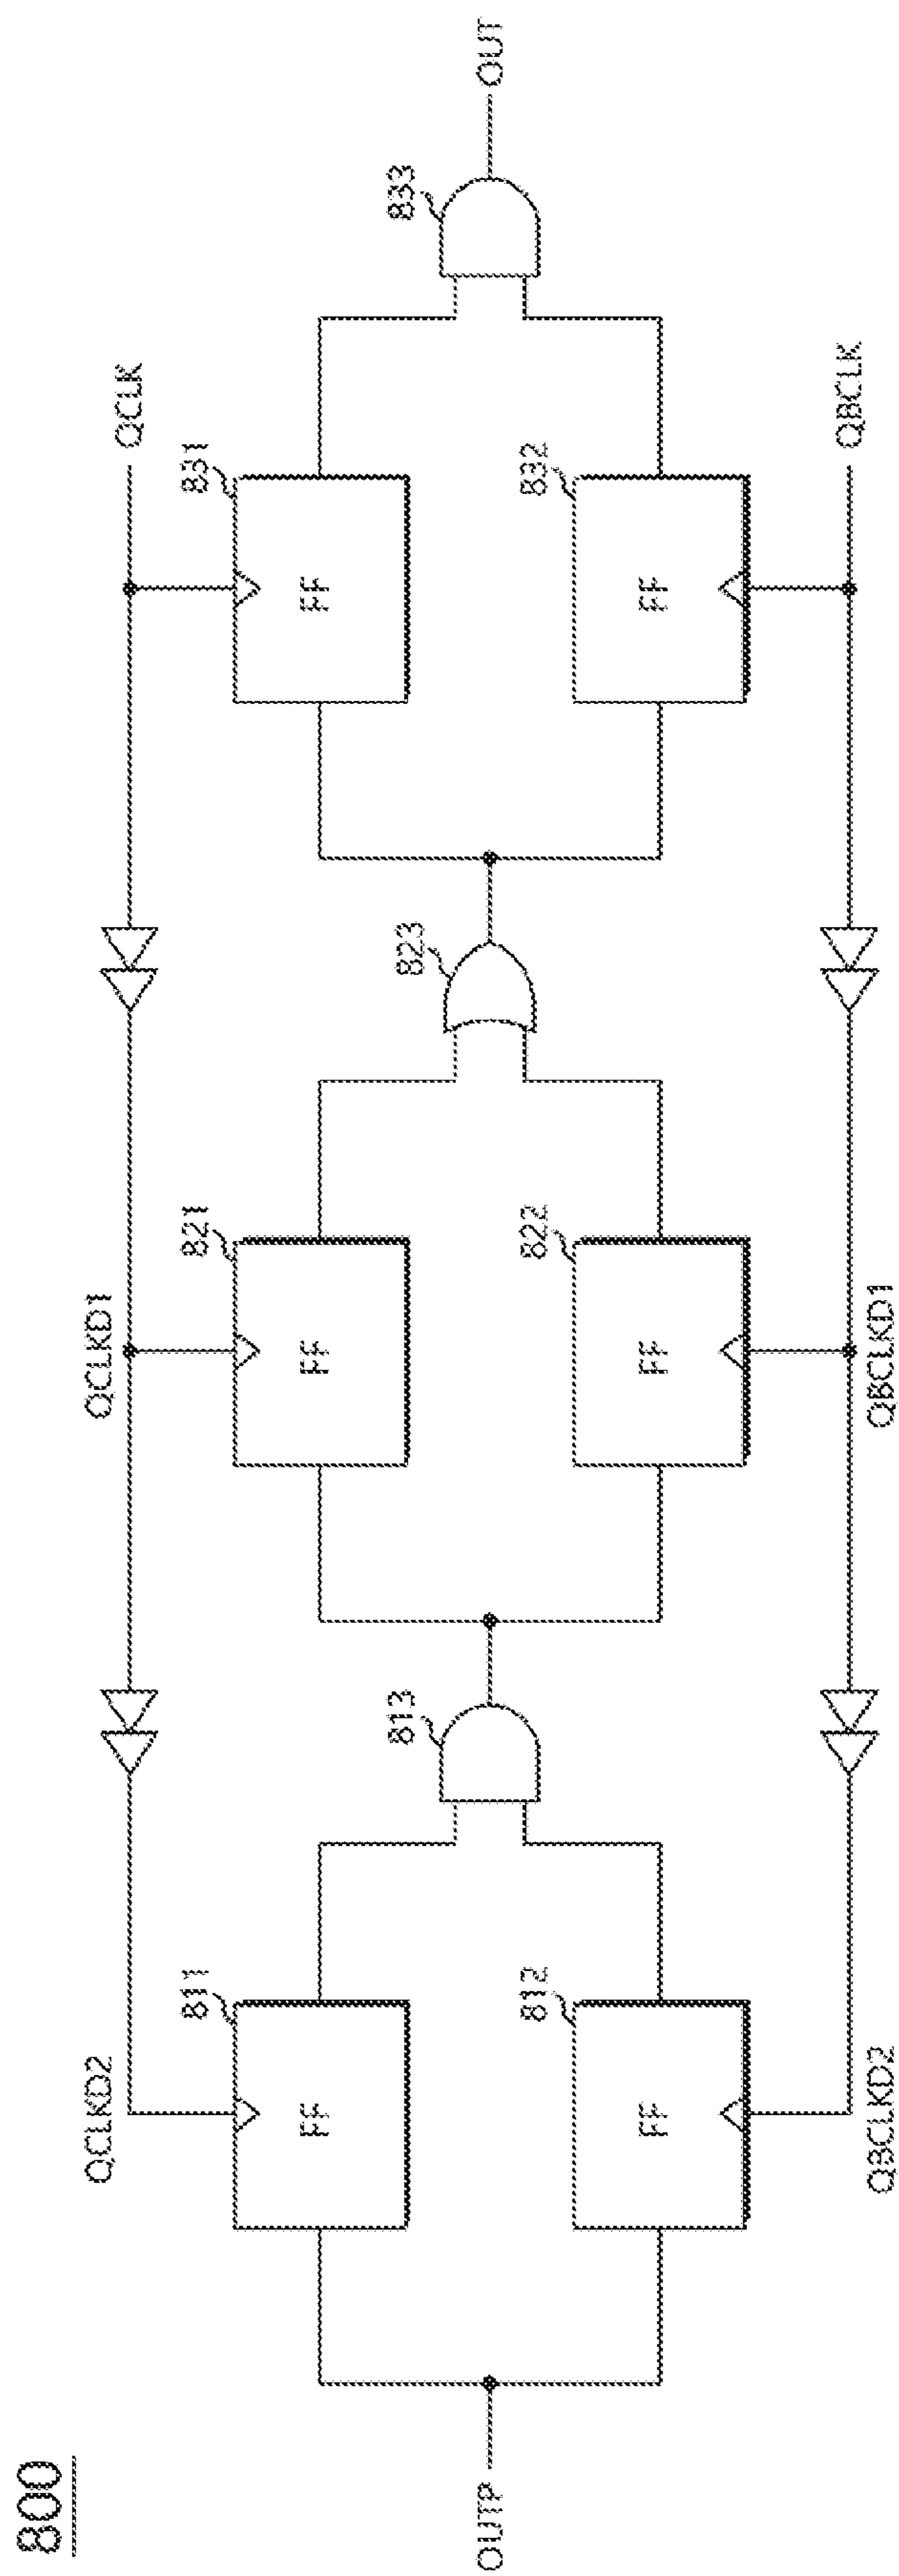 800
QCLKD2
QCLKD1
QCLK
811
821
831
FF
FF
FF
OUTP
813
823
833
OUT
812
822
832
FF
FF
FF
QBCLKD2
QBCLKD1
QBCLK